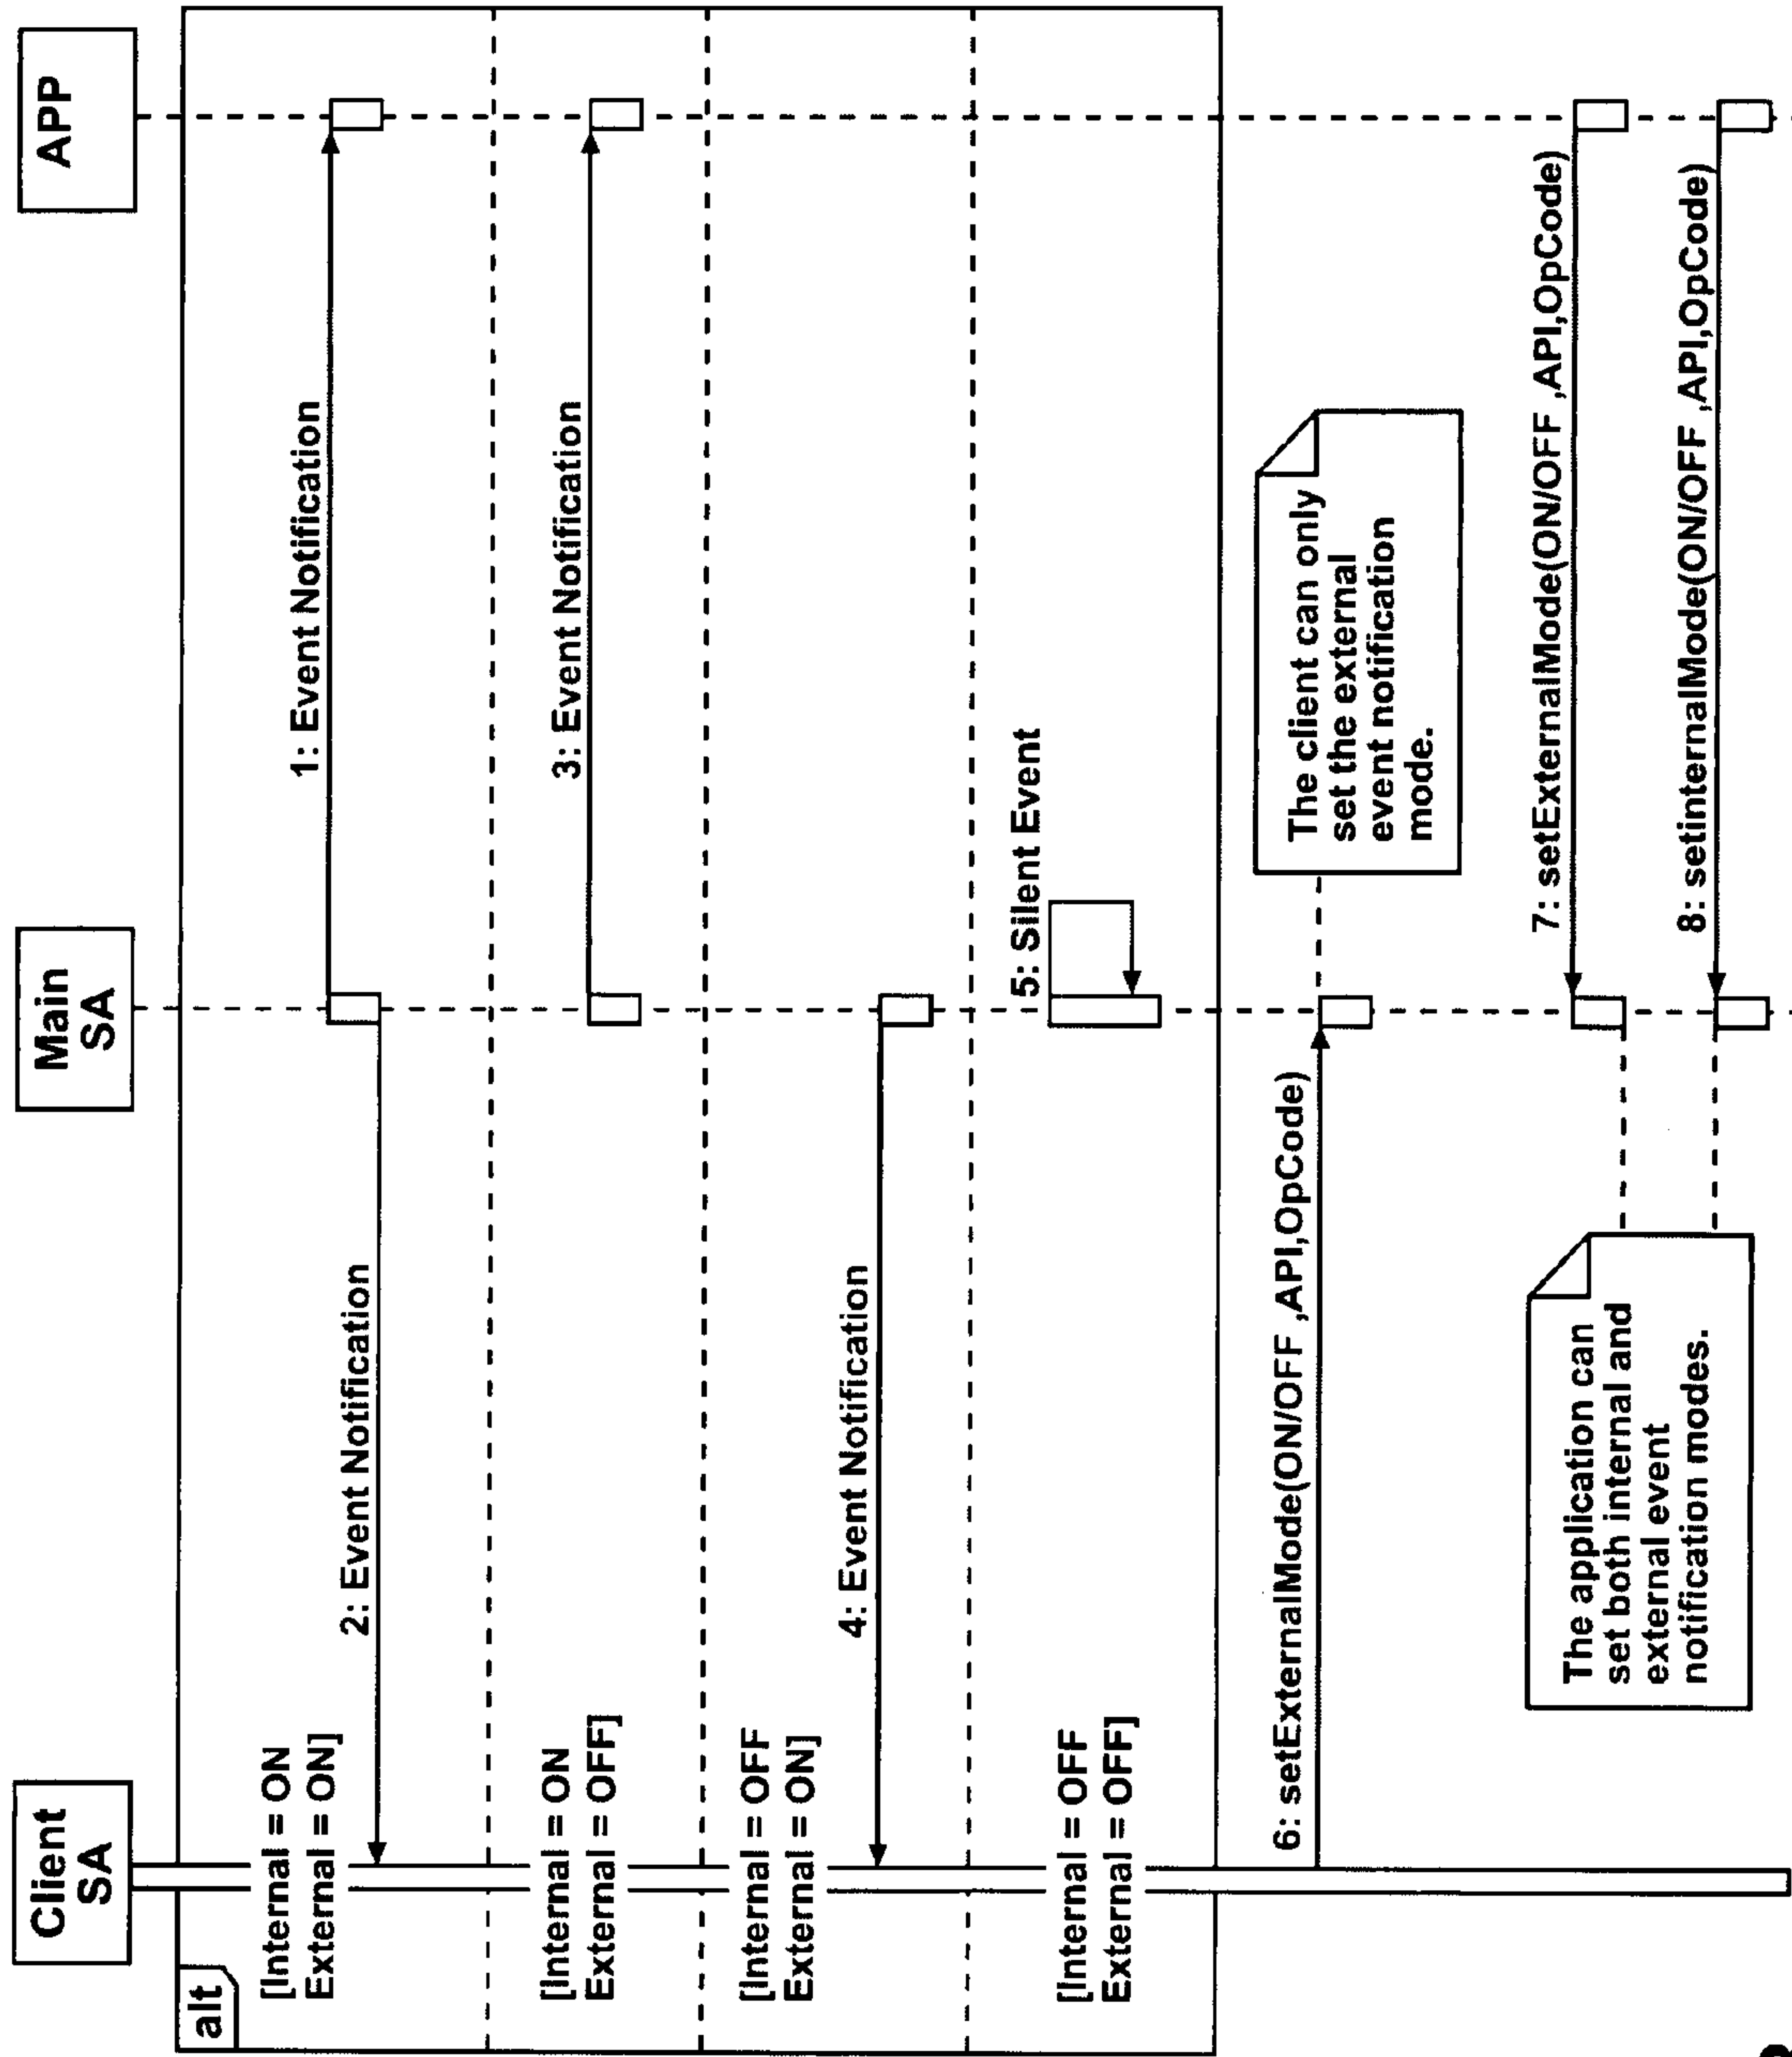 Client
SA
Main
SA
APP
alt
[Internal = ON
External = ON]
1: Event Notification
2: Event Notification
[Internal = ON
External = OFF]
3: Event Notification
[Internal = OFF
External = ON]
4: Event Notification
[Internal = OFF
External = OFF]
5: Silent Event
6: setExternalMode(ON/OFF ,API,OpCode)
The client can only
set the external
event notification
mode.
7: setExternalMode(ON/OFF ,API,OpCode)
The application can
set both internal and
external event
notification modes.
8: setinternalMode(ON/OFF ,API,OpCode)